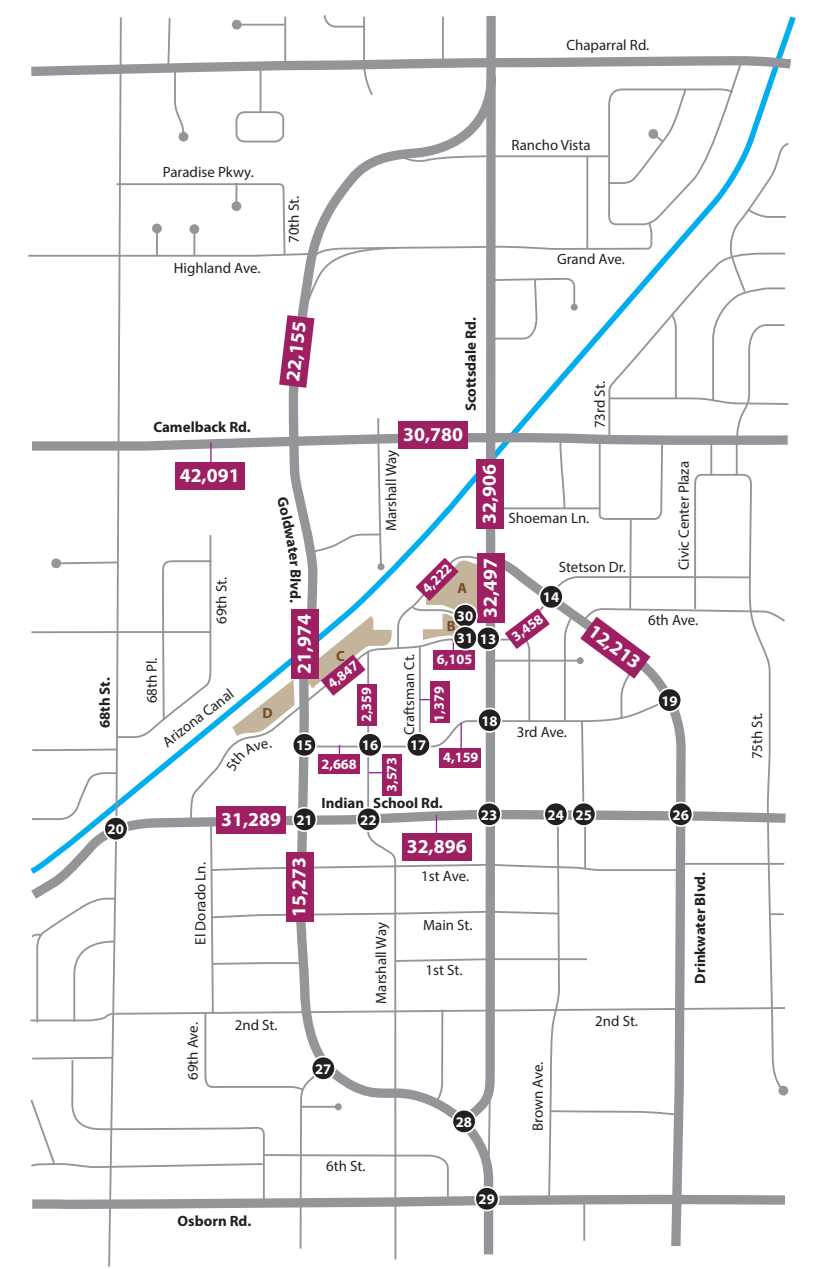 Chaparral Rd.
Rancho Vista
Paradise Pkwy.
70th St.
Highland Ave.
Grand Ave.
22,155
Scottsdale Rd.
73rd St.
Camelback Rd.
30,780
42,091
Marshall Way
32,906
Civic Center Plaza
Goldwater Blvd.
Shoeman Ln.
Stetson Dr.
4,222
A
32,497
14
69th St.
30
6th Ave.
B
31
13
3,458
12,213
21,974
C
6,105
4,847
68th Pl.
68th St.
2,359
Craftsman Ct.
1,379
19
Arizona Canal
D
18
3rd Ave.
75th St.
5th Ave.
15
16
17
2,668
4,159
3,573
Indian School Rd.
20
31,289
21
22
23
24
25
26
32,896
15,273
1st Ave.
El Dorado Ln.
Main St.
Drinkwater Blvd.
Marshall Way
1st St.
2nd St.
2nd St.
69th Ave.
27
Brown Ave.
28
6th St.
29
Osborn Rd.